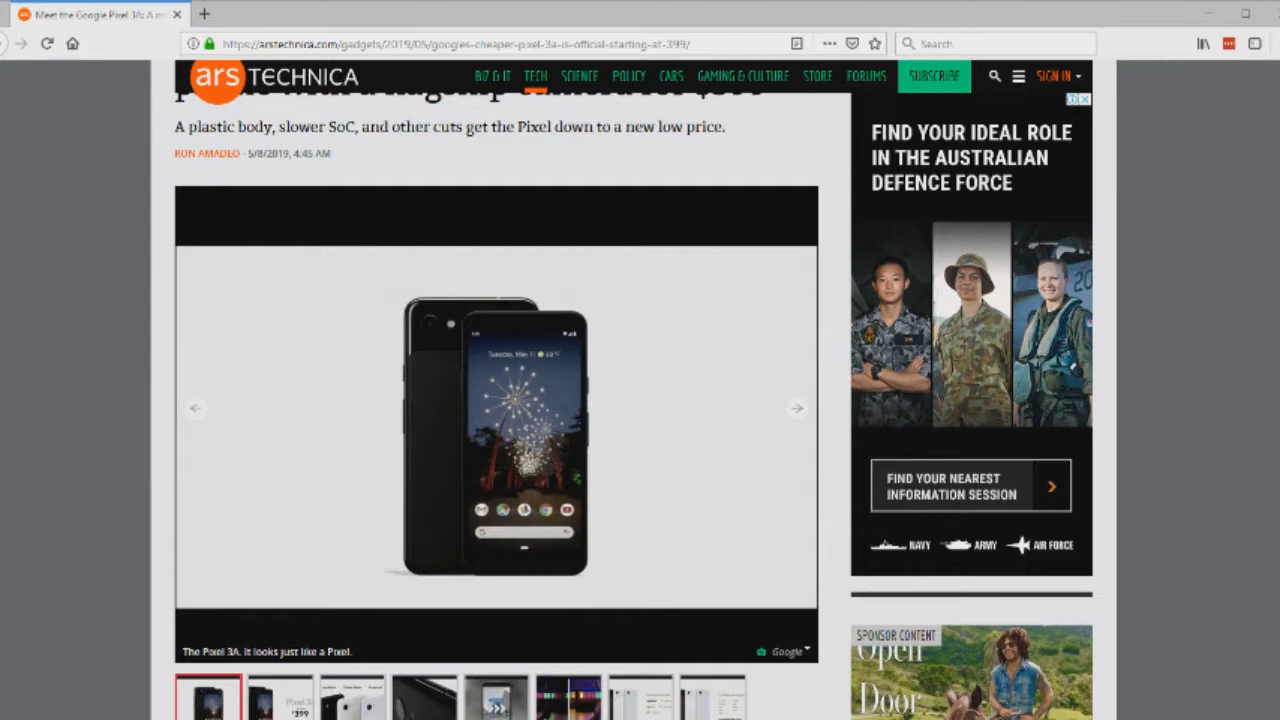 Meet the Google Pixel 3A: A m
https://arstechnica.com/gadgets/2019/05/googles-cheaper-pixel-3a-is-official-starting-at-399/
Search
ars TECHNICA
BIZ & IT TECH SCIENCE POLICY CARS GAMING & CULTURE STORE FORUMS SUBSCRIBE SIGN IN
A plastic body, slower SoC, and other cuts get the Pixel down to a new low price.
RON AMADEO - 5/8/2019, 4:45 AM
The Pixel 3A. It looks just like a Pixel.
Google
$399
FIND YOUR IDEAL ROLE
IN THE AUSTRALIAN
DEFENCE FORCE
FIND YOUR NEAREST
INFORMATION SESSION
NAVY ARMY AIR FORCE
SPONSOR CONTENT
Open
Door